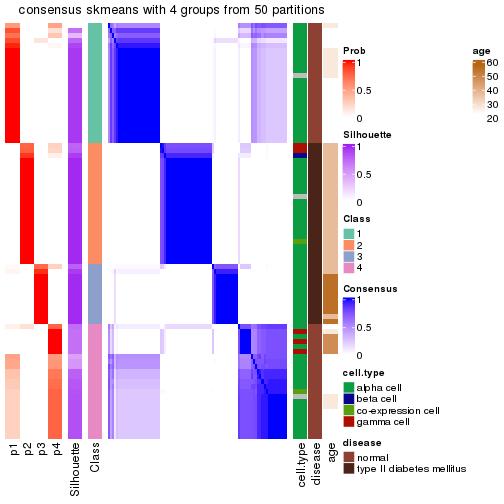 consensus skmeans with 4 groups from 50 partitions
Prob
1
0.5
0
age
60
50
40
30
20
Silhouette
1
0.5
0
Class
1
2
3
4
Consensus
1
0.5
0
cell.type
alpha cell
beta cell
co-expression cell
gamma cell
disease
normal
type II diabetes mellitus
p1
p2
p3
p4
Silhouette
Class
cell.type
disease
age